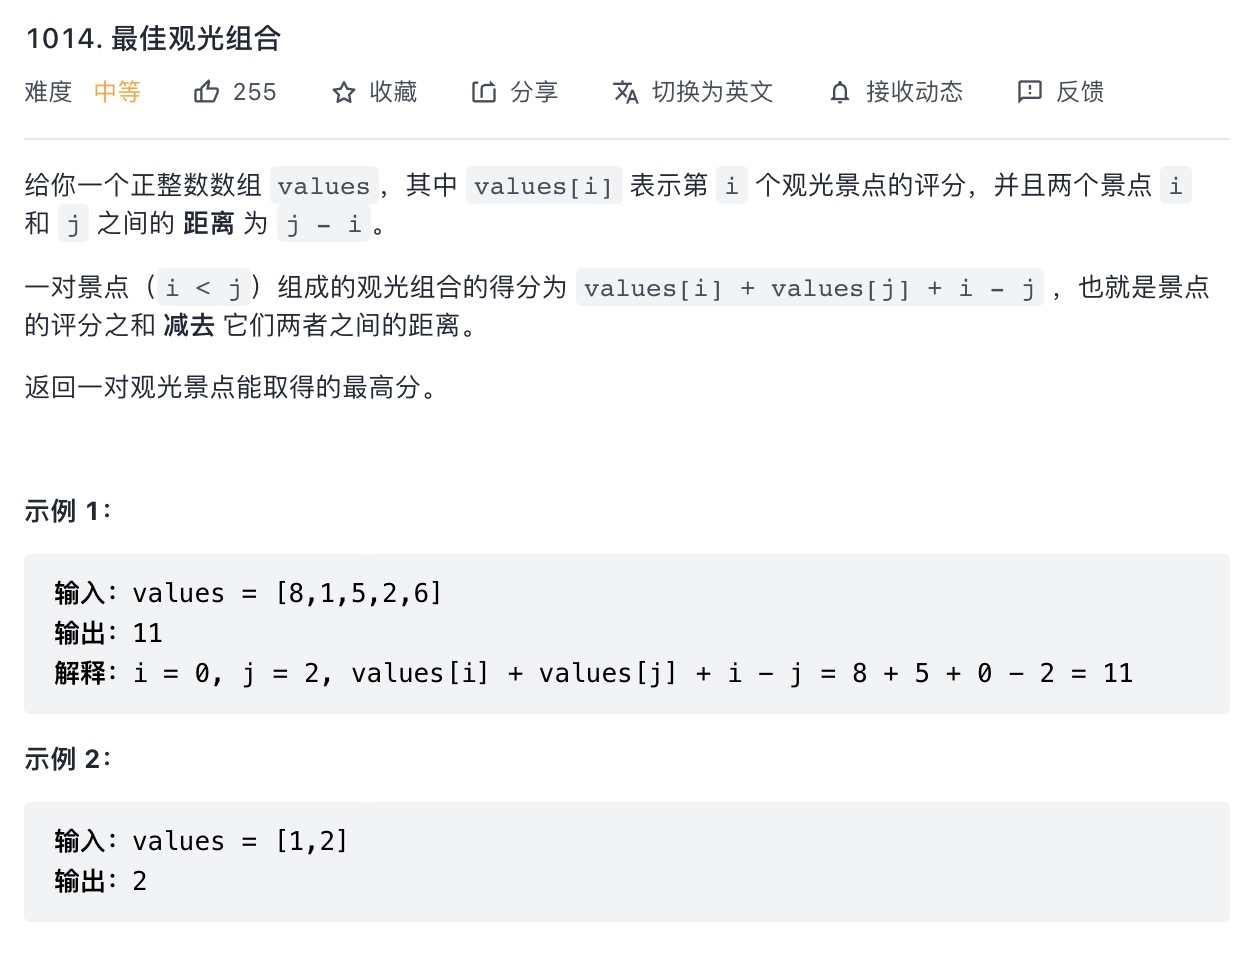 1014. 最佳观光组合
难度 中等 255 收藏 分享 切换为英文 接收动态 反馈
给你一个正整数数组 values，其中 values[i] 表示第 i 个观光景点的评分，并且两个景点 i
和 j 之间的 距离 为 j - i。
一对景点（i < j）组成的观光组合的得分为 values[i] + values[j] + i - j ，也就是景点
的评分之和 减去 它们两者之间的距离。
返回一对观光景点能取得的最高分。
示例 1：
输入：values = [8,1,5,2,6]
输出：11
解释：i = 0, j = 2, values[i] + values[j] + i - j = 8 + 5 + 0 - 2 = 11
示例 2：
输入：values = [1,2]
输出：2